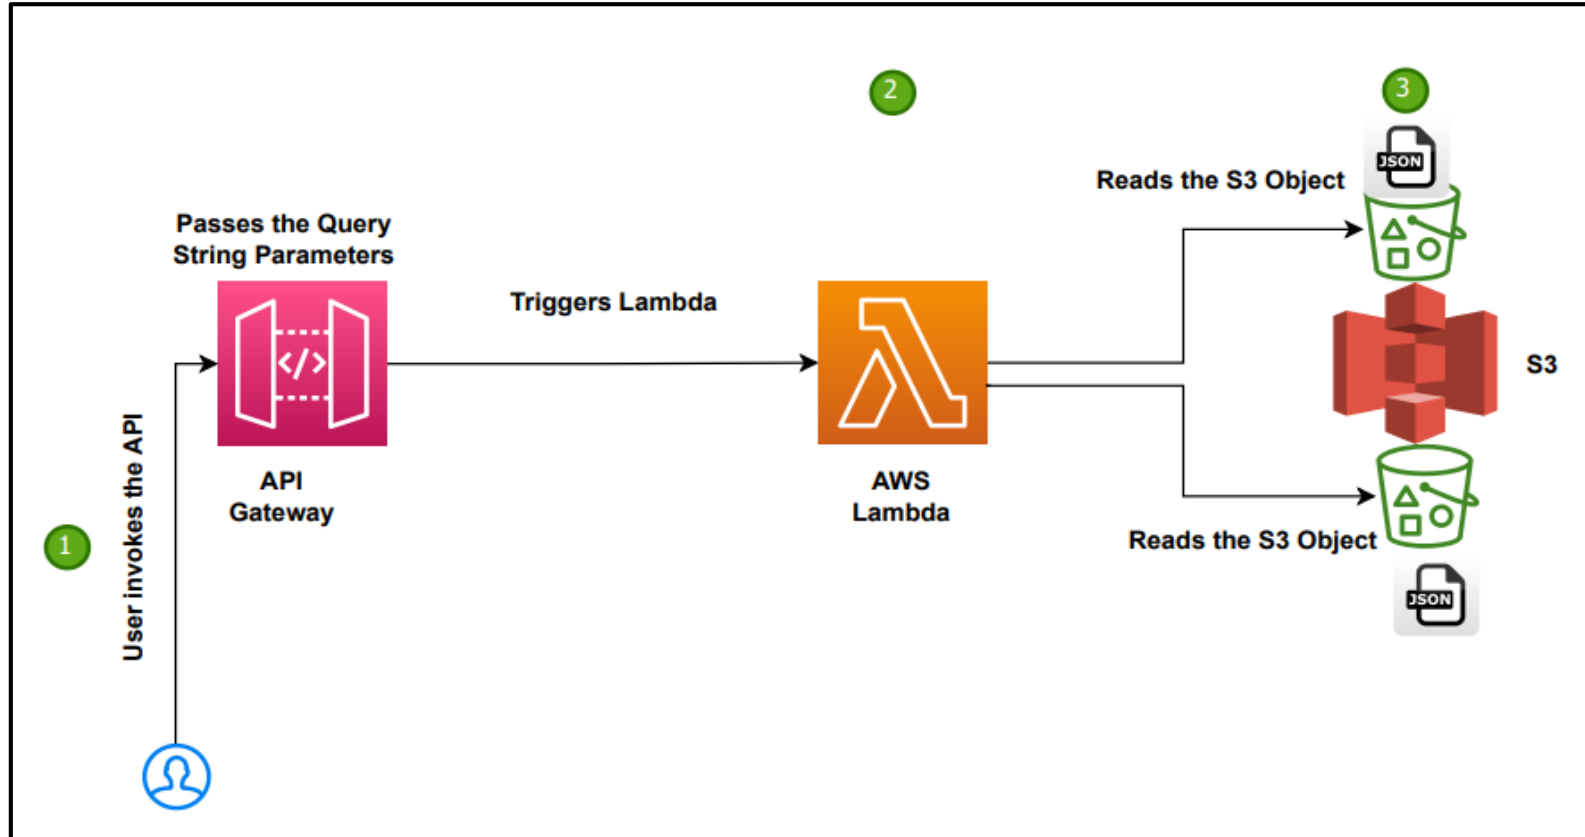 2
3
JSON
Reads the S3 Object
Passes the Query
String Parameters
Triggers Lambda
</>
S3
User invokes the API
API
Gateway
AWS
Lambda
1
Reads the S3 Object
JSON